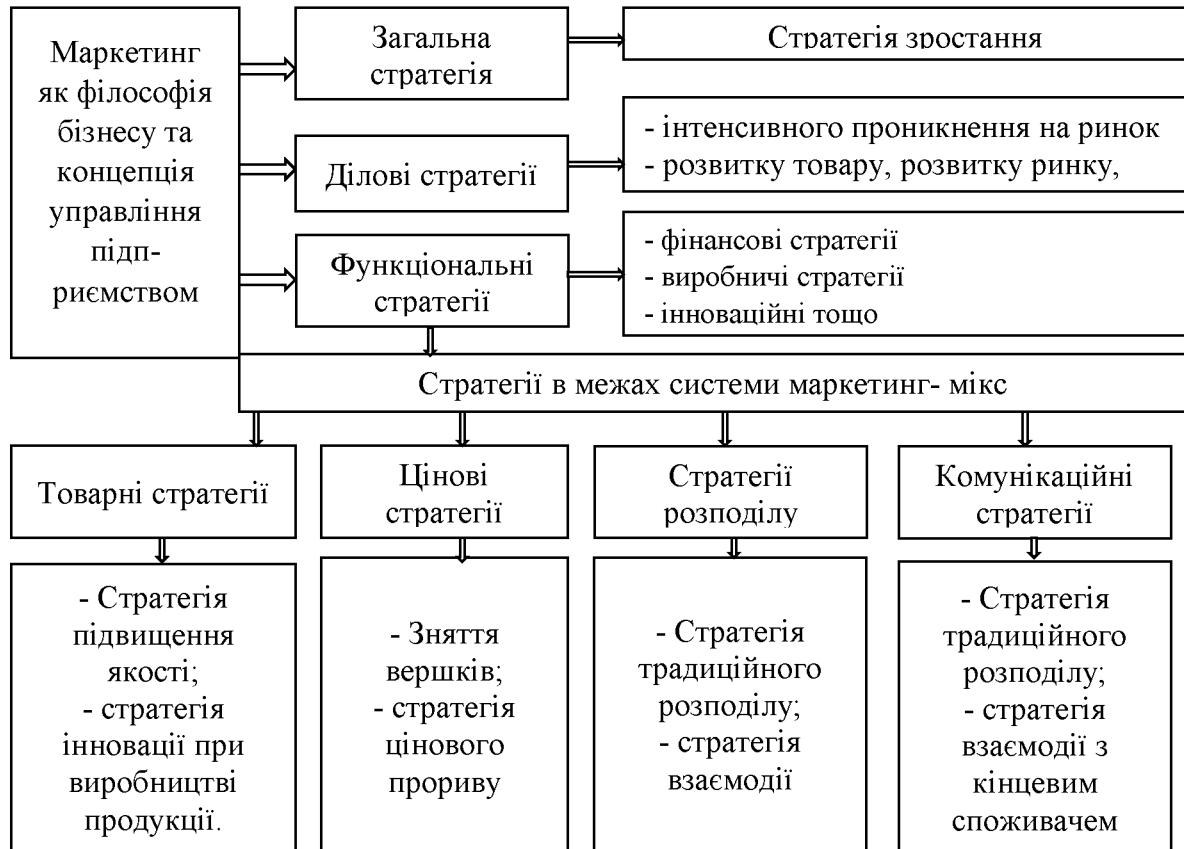 Маркетинг
як філософія
бізнесу та
концепція
управління
підп-
риємством
Загальна
стратегія
Стратегія зростання
Ділові стратегії
- інтенсивного проникнення на ринок
- розвитку товару, розвитку ринку,
Функціональні
стратегії
- фінансові стратегії
- виробничі стратегії
- інноваційні тощо
Стратегії в межах системи маркетинг- мікс
Товарні стратегії
Цінові
стратегії
Стратегії
розподілу
Комунікаційні
стратегії
- Стратегія
підвищення
якості;
- стратегія
інновації при
виробництві
продукції.
- Зняття
вершків;
- стратегія
цінового
прориву
- Стратегія
традиційного
розподілу;
- стратегія
взаємодії
- Стратегія
традиційного
розподілу;
- стратегія
взаємодії з
кінцевим
споживачем